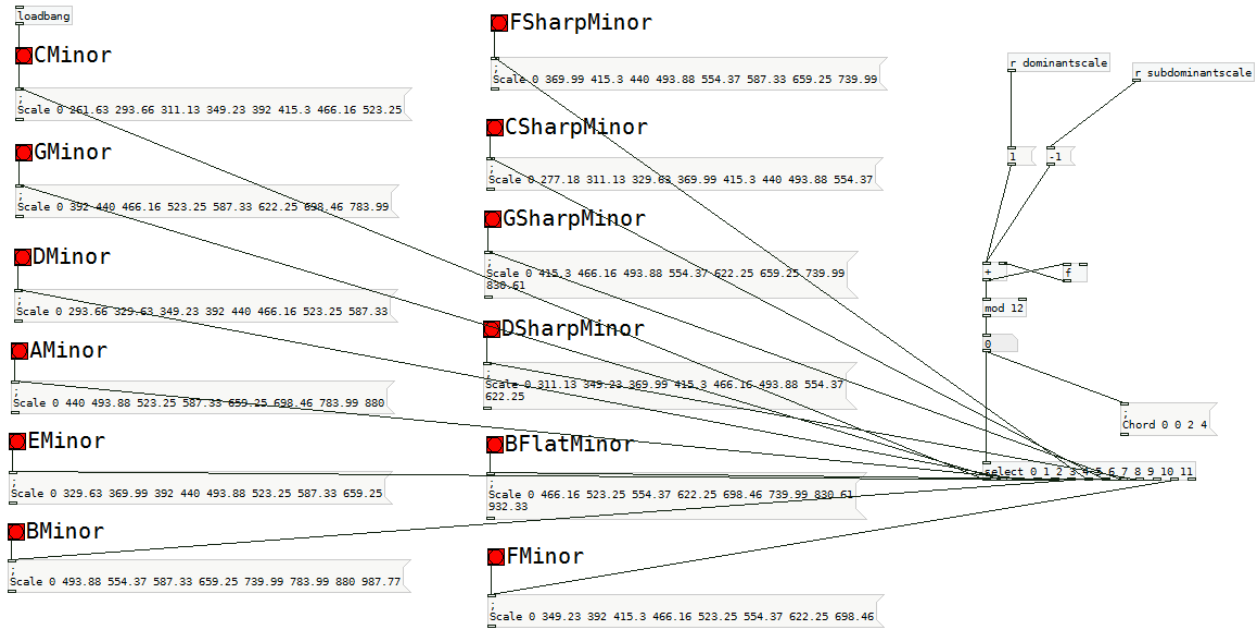 loadbang
CMinor
;
Scale 0 261.63 293.66 311.13 349.23 392 415.3 466.16 523.25
GMinor
;
Scale 0 392 440 466.16 523.25 587.33 622.25 698.46 783.99
DMinor
;
Scale 0 293.66 329.63 349.23 392 440 466.16 523.25 587.33
AMinor
;
Scale 0 440 493.88 523.25 587.33 659.25 698.46 783.99 880
EMinor
;
Scale 0 329.63 369.99 392 440 493.88 523.25 587.33 659.25
BMinor
;
Scale 0 493.88 554.37 587.33 659.25 739.99 783.99 880 987.77
FSharpMinor
;
Scale 0 369.99 415.3 440 493.88 554.37 587.33 659.25 739.99
CSharpMinor
;
Scale 0 277.18 311.13 329.63 369.99 415.3 440 493.88 554.37
GSharpMinor
;
Scale 0 415.3 466.16 493.88 554.37 622.25 659.25 739.99
830.61
DSharpMinor
;
Scale 0 311.13 349.23 369.99 415.3 466.16 493.88 554.37
622.25
BFlatMinor
;
Scale 0 466.16 523.25 554.37 622.25 698.46 739.99 830.61
932.33
FMinor
;
Scale 0 349.23 392 415.3 466.16 523.25 554.37 622.25 698.46
r dominantscale
r subdominantscale
1
-1
+
f
mod 12
0
;
Chord 0 0 2 4
select 0 1 2 3 4 5 6 7 8 9 10 11